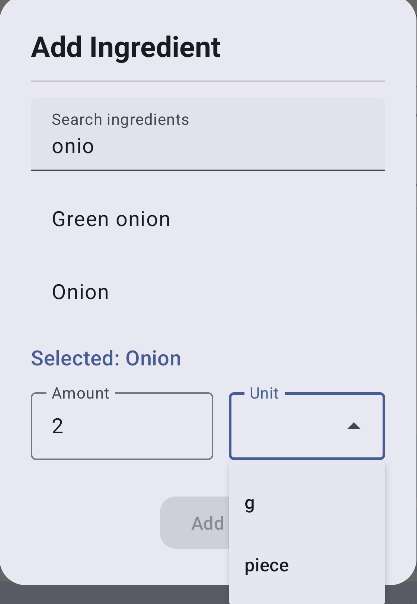 Add Ingredient
Search ingredients
onio
Green onion
Onion
Selected: Onion
Amount
Unit
2
g
Add
piece